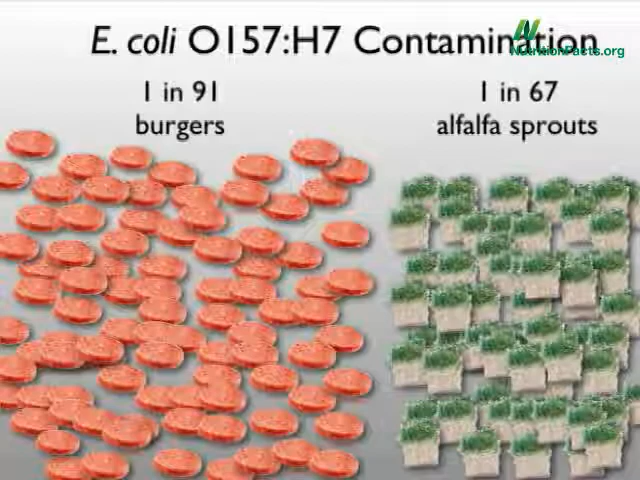 E. coli O157:H7 Contamination
NutritionFacts.org
1 in 91
burgers
1 in 67
alfalfa sprouts